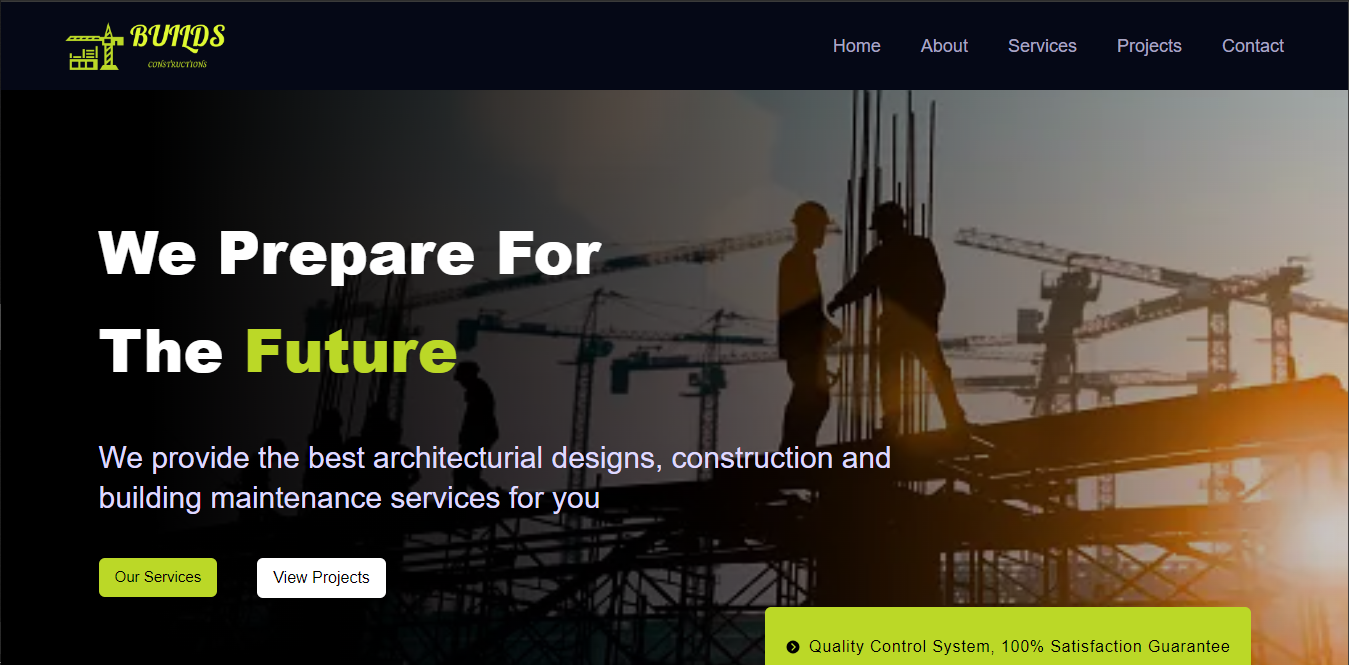 BUILDS
CONSTRUCTIONS
Home About Services Projects Contact
We Prepare For
The Future
We provide the best architecturial designs, construction and
building maintenance services for you
Our Services View Projects
Quality Control System, 100% Satisfaction Guarantee